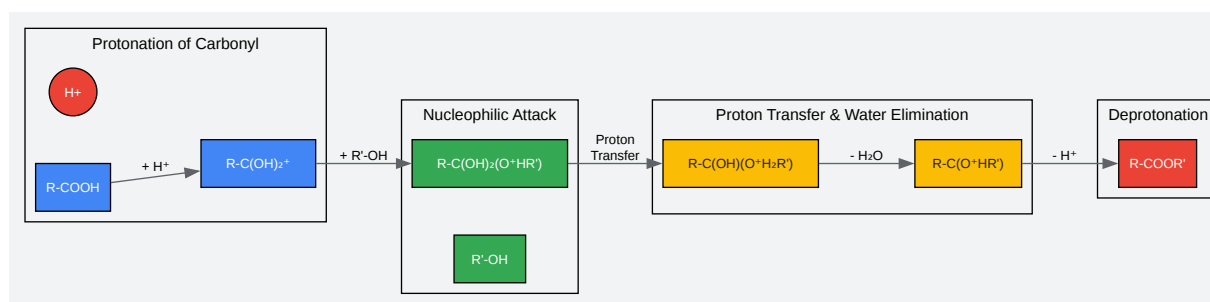 Protonation of Carbonyl
H+
R-COOH
+ H⁺
R-C(OH)₂⁺
+ R'-OH
Nucleophilic Attack
R-C(OH)₂(O⁺HR')
R'-OH
Proton
Transfer
Proton Transfer & Water Elimination
R-C(OH)(O⁺H₂R')
- H₂O
R-C(O⁺HR')
- H⁺
Deprotonation
R-COOR'